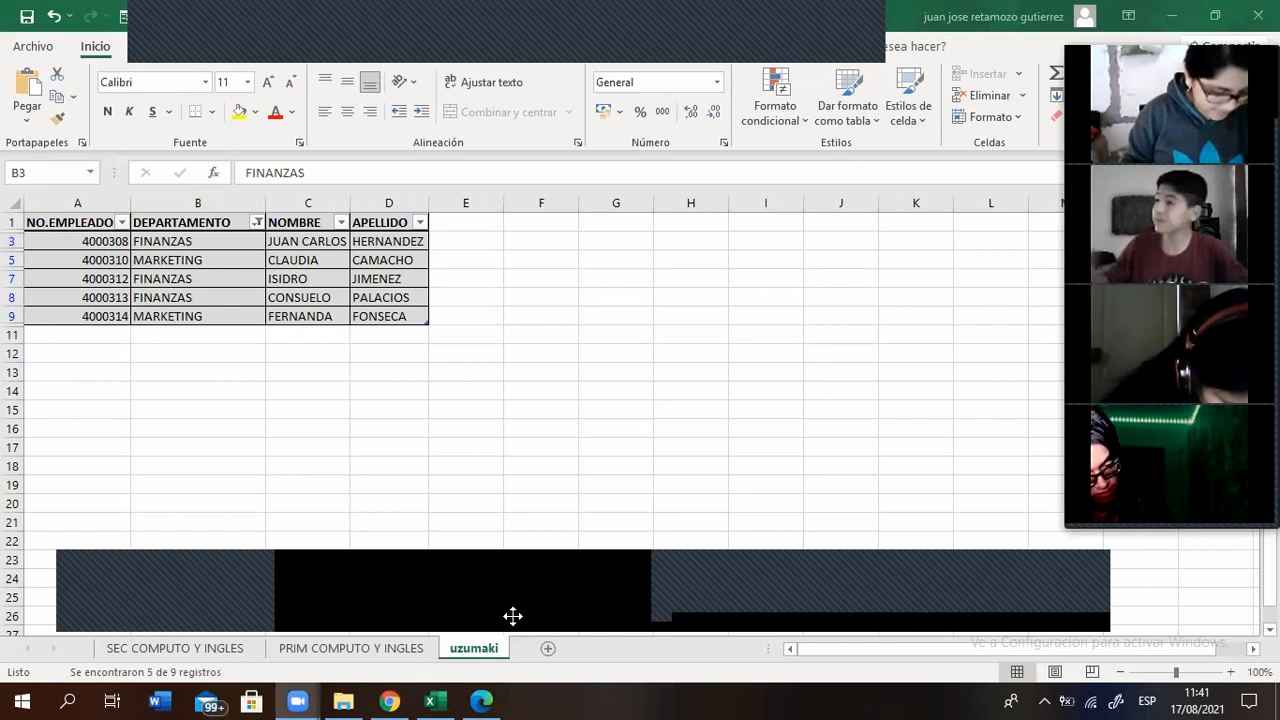 juan jose retamozo gutierrez
Archivo Inicio
Pegar
Portapapeles
Calibri 11
N K S
Fuente
Ajustar texto
Combinar y centrar
Alineación
General
% 000
Número
Formato condicional
Dar formato como tabla
Estilos de celda
Insertar
Eliminar
Formato
Celdas
B3 fx FINANZAS
A B C D E F G H I J K L
1 NO.EMPLEADO DEPARTAMENTO NOMBRE APELLIDO
3 4000308 FINANZAS JUAN CARLOS HERNANDEZ
5 4000310 MARKETING CLAUDIA CAMACHO
7 4000312 FINANZAS ISIDRO JIMENEZ
8 4000313 FINANZAS CONSUELO PALACIOS
9 4000314 MARKETING FERNANDA FONSECA
11
12
13
14
15
16
17
18
19
20
21
22
23
24
25
26
27
Ve a Configuración para activar Windows.
SEC COMPUTO Y INGLES PRIM COMPUTO Y INGLES uzumaki
Listo Se encontraron 5 de 9 registros 100%
99+ ESP 11:41
17/08/2021